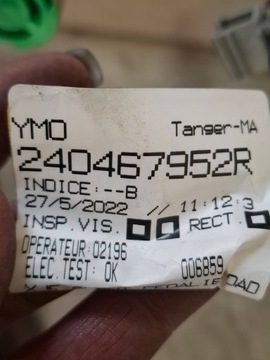 YMO Tanger-MA
240467952R
INDICE:--B
27/5/2022 // 11:12:3
INSP.VIS. RECT.
OPERATEUR:02196
ELEC.TEST: OK 006859